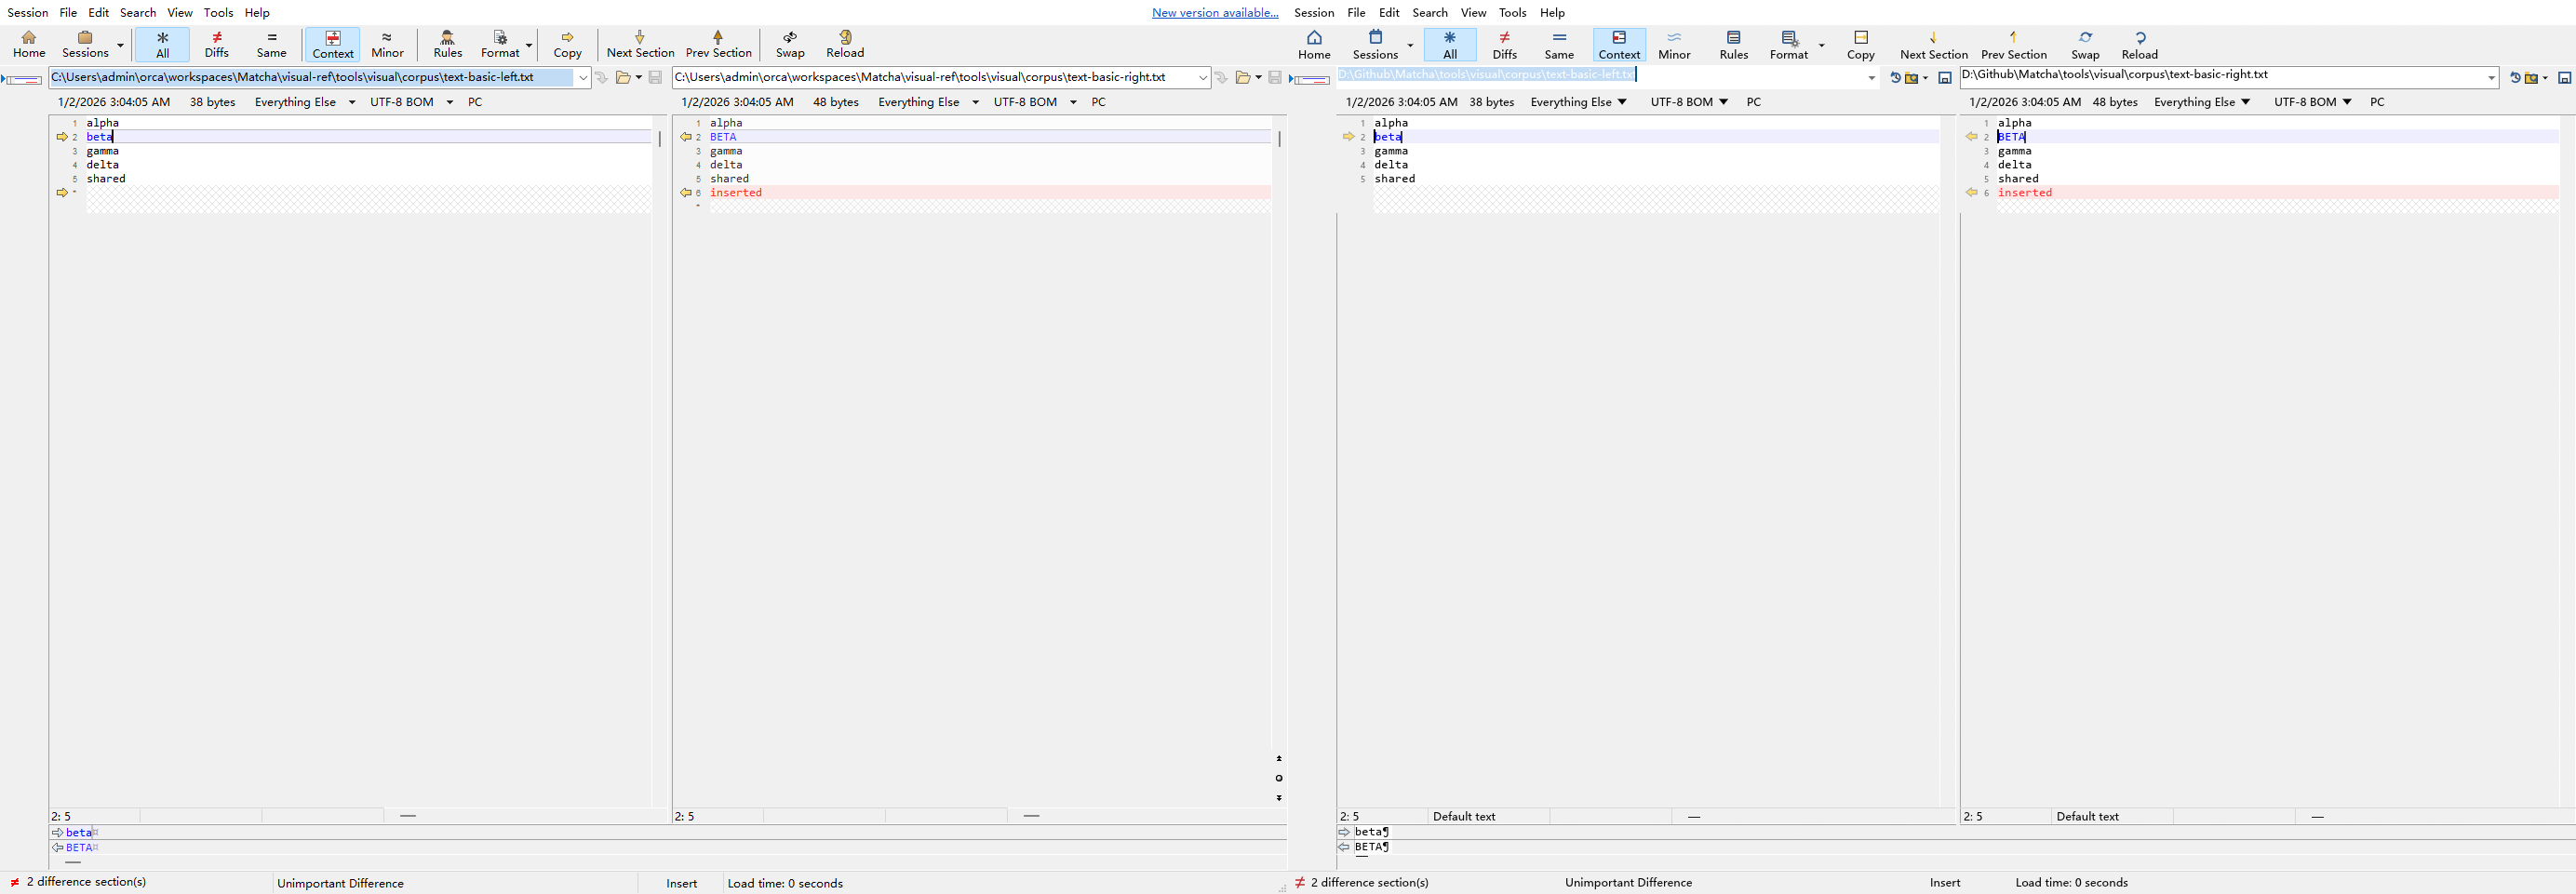 Session File Edit Search View Tools Help New version available...
Home Sessions All Diffs Same Context Minor Rules Format Copy Next Section Prev Section Swap Reload
C:\Users\admin\orca\workspaces\Matcha\visual-ref\tools\visual\corpus\text-basic-left.txt
C:\Users\admin\orca\workspaces\Matcha\visual-ref\tools\visual\corpus\text-basic-right.txt
1/2/2026 3:04:05 AM 38 bytes Everything Else UTF-8 BOM PC
1/2/2026 3:04:05 AM 48 bytes Everything Else UTF-8 BOM PC
1 alpha
2 beta
3 gamma
4 delta
5 shared
1 alpha
2 BETA
3 gamma
4 delta
5 shared
6 inserted
2: 5
2: 5
beta¤
BETA¤
≠ 2 difference section(s) Unimportant Difference Insert Load time: 0 seconds
Session File Edit Search View Tools Help
Home Sessions All Diffs Same Context Minor Rules Format Copy Next Section Prev Section Swap Reload
D:\Github\Matcha\tools\visual\corpus\text-basic-left.txt
D:\Github\Matcha\tools\visual\corpus\text-basic-right.txt
1/2/2026 3:04:05 AM 38 bytes Everything Else UTF-8 BOM PC
1/2/2026 3:04:05 AM 48 bytes Everything Else UTF-8 BOM PC
1 alpha
2 beta
3 gamma
4 delta
5 shared
1 alpha
2 BETA
3 gamma
4 delta
5 shared
6 inserted
2: 5 Default text
2: 5 Default text
beta¶
BETA¶
≠ 2 difference section(s) Unimportant Difference Insert Load time: 0 seconds